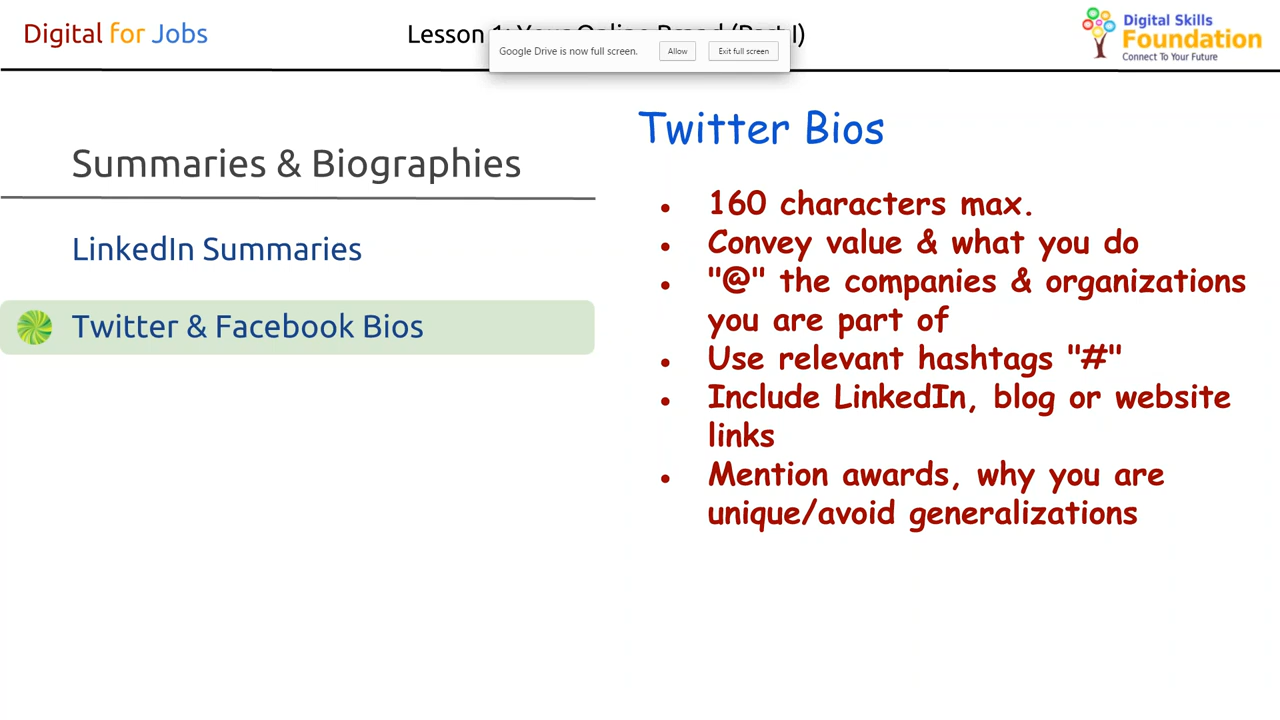 Digital for Jobs
Lesson 1: Your Online Brand (Part I)
Google Drive is now full screen.
Allow
Exit full screen
Digital Skills
Foundation
Connect To Your Future
Summaries & Biographies
LinkedIn Summaries
Twitter & Facebook Bios
Twitter Bios
• 160 characters max.
• Convey value & what you do
• "@" the companies & organizations
you are part of
• Use relevant hashtags "#"
• Include LinkedIn, blog or website
links
• Mention awards, why you are
unique/avoid generalizations